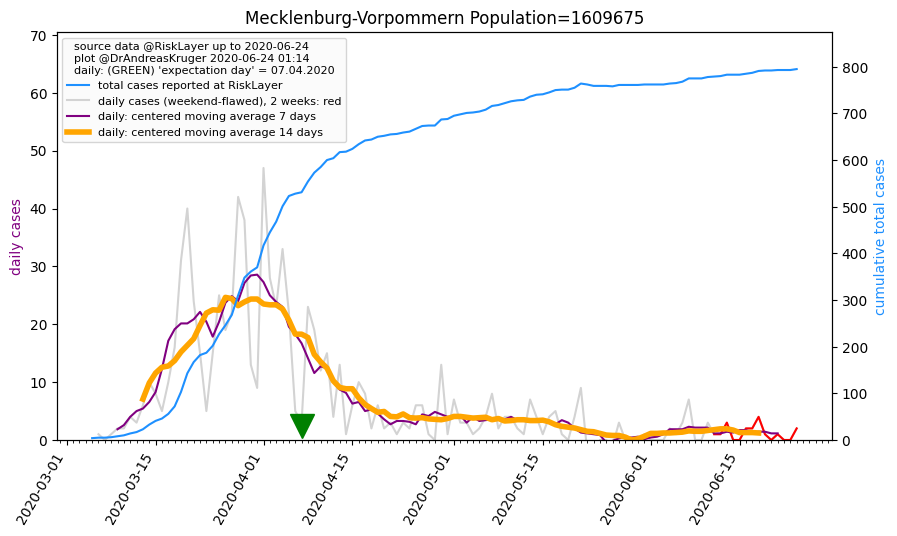 Mecklenburg-Vorpommern Population=1609675
source data @RiskLayer up to 2020-06-24
plot @DrAndreasKruger 2020-06-24 01:14
daily: (GREEN) 'expectation day' = 07.04.2020
total cases reported at RiskLayer
daily cases (weekend-flawed), 2 weeks: red
daily: centered moving average 7 days
daily: centered moving average 14 days
daily cases
70
60
50
40
30
20
10
0
cumulative total cases
800
700
600
500
400
300
200
100
0
2020-03-01
2020-03-15
2020-04-01
2020-04-15
2020-05-01
2020-05-15
2020-06-01
2020-06-15